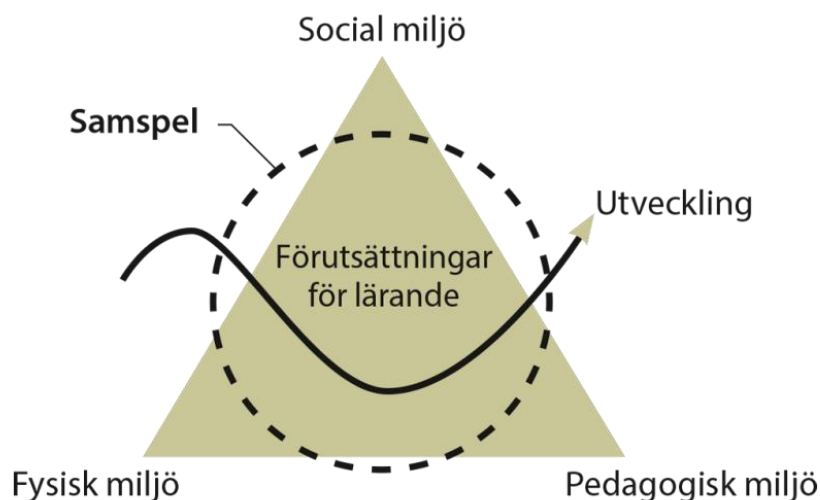 Social miljö
Samspel
Utveckling
Förutsättningar
för lärande
Fysisk miljö
Pedagogisk miljö